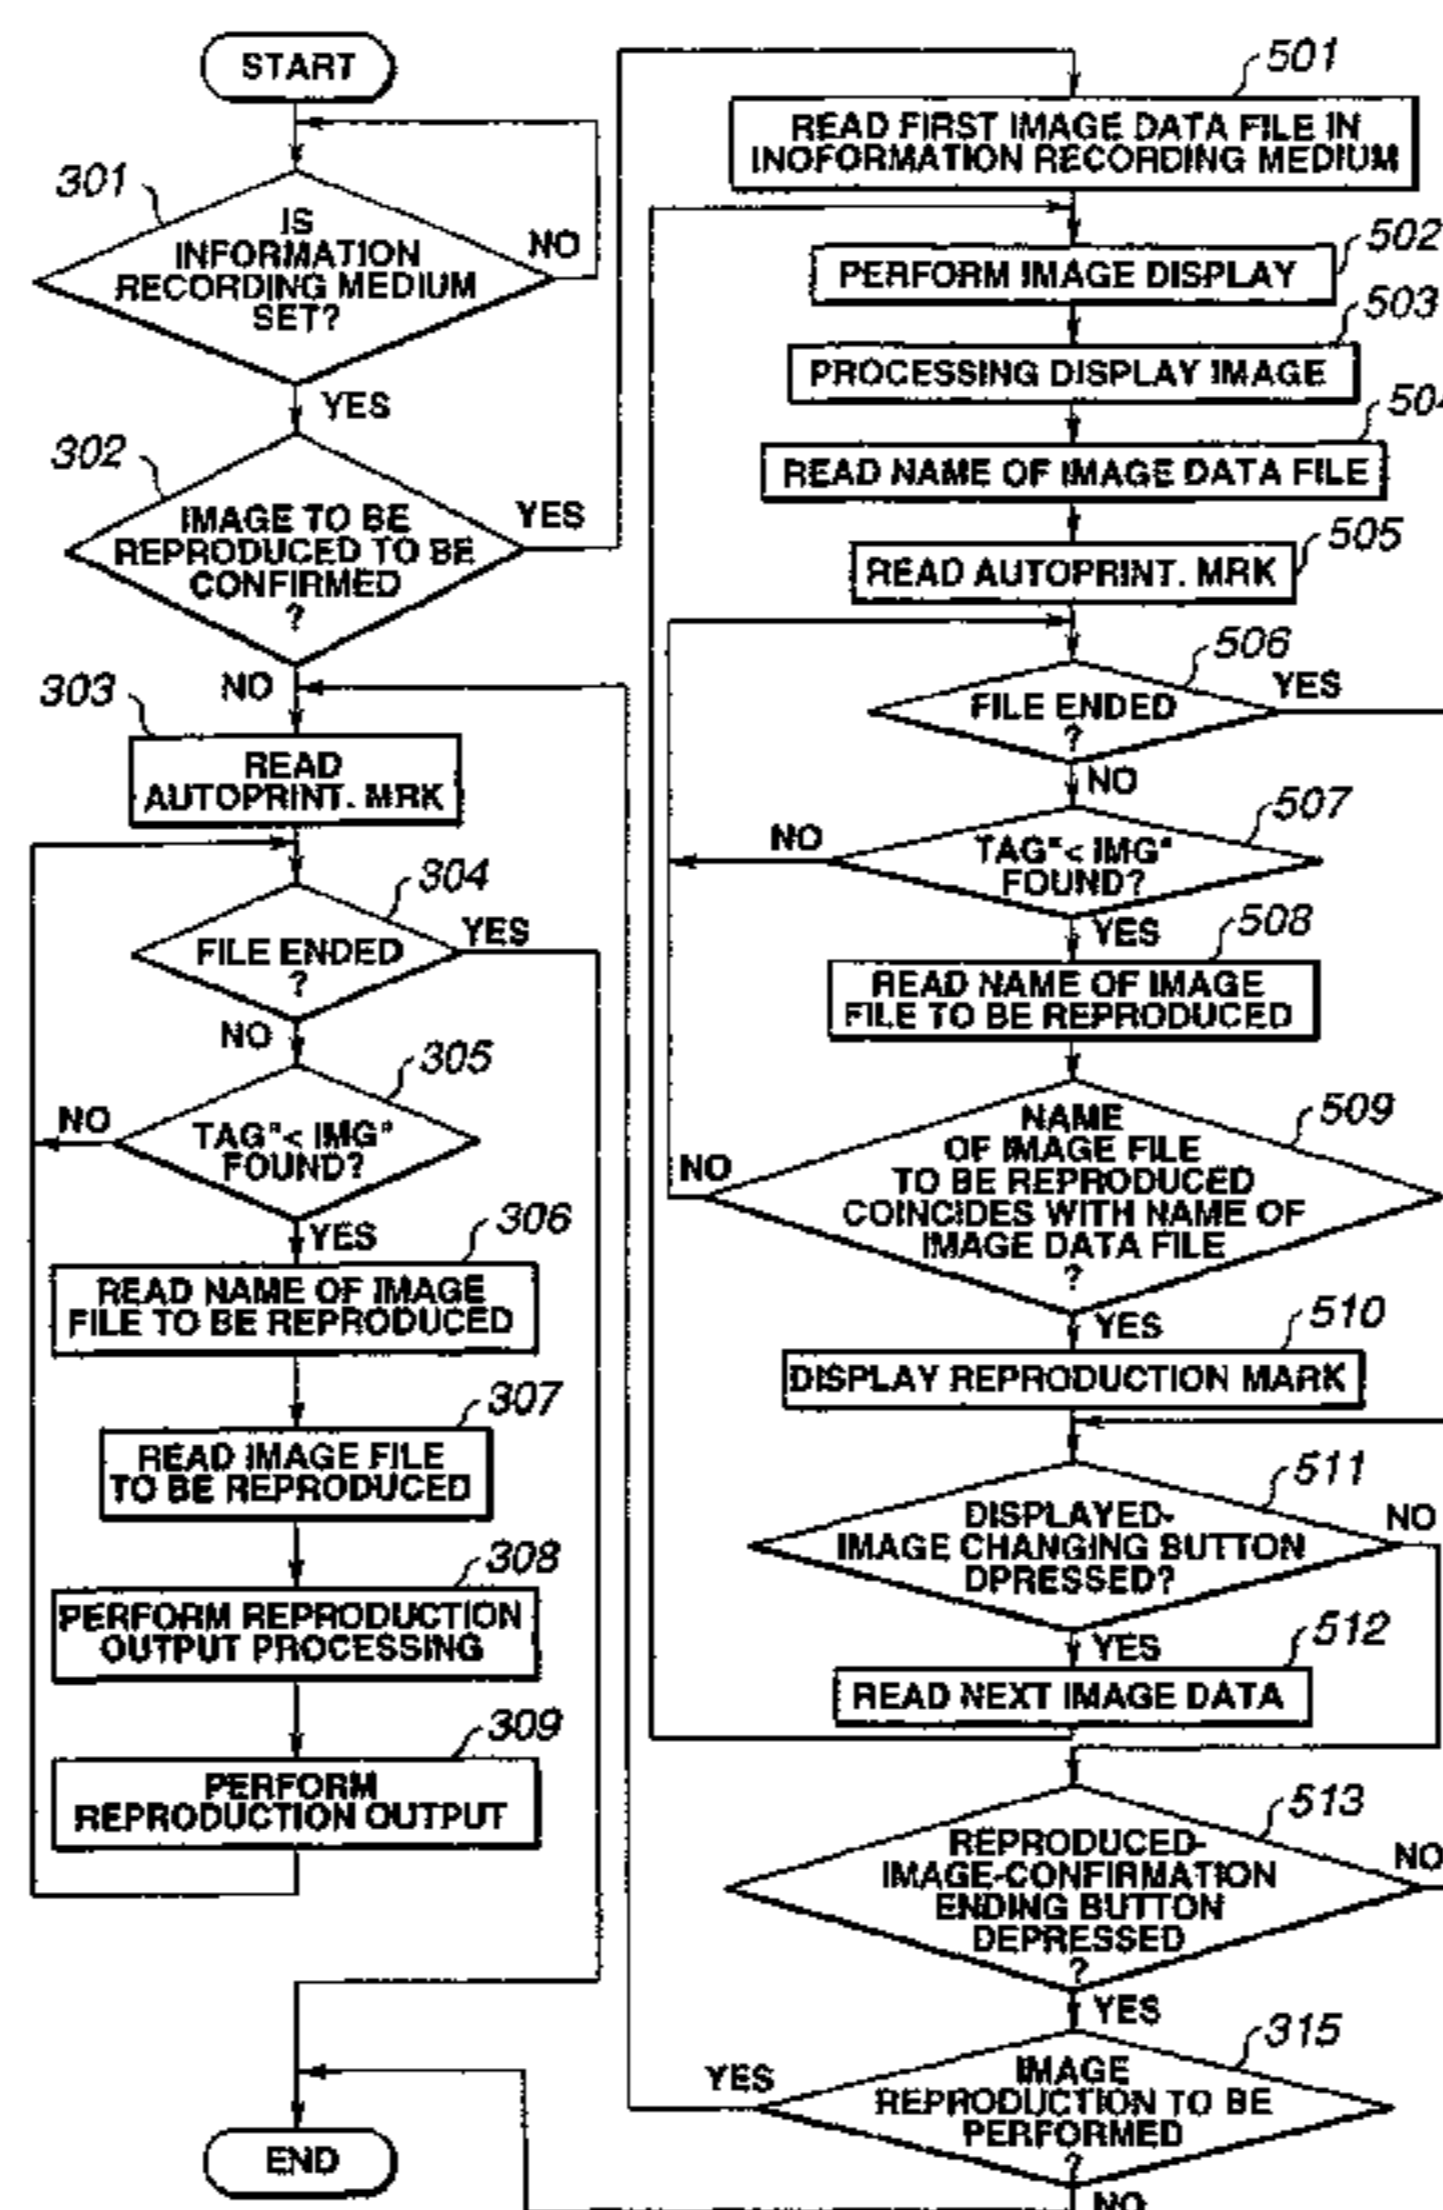 START
301
IS
INFORMATION
RECORDING MEDIUM
SET?
NO
YES
302
IMAGE TO BE
REPRODUCED TO BE
CONFIRMED
?
YES
NO
303
READ
AUTOPRINT. MRK
304
FILE ENDED
?
YES
NO
305
TAG"< IMG"
FOUND?
NO
YES
306
READ NAME OF IMAGE
FILE TO BE REPRODUCED
307
READ IMAGE FILE
TO BE REPRODUCED
308
PERFORM REPRODUCTION
OUTPUT PROCESSING
309
PERFORM
REPRODUCTION OUTPUT
END
501
READ FIRST IMAGE DATA FILE IN
INOFORMATION RECORDING MEDIUM
502
PERFORM IMAGE DISPLAY
503
PROCESSING DISPLAY IMAGE
504
READ NAME OF IMAGE DATA FILE
505
READ AUTOPRINT. MRK
506
FILE ENDED
?
YES
NO
507
TAG"< IMG"
FOUND?
NO
YES
508
READ NAME OF IMAGE
FILE TO BE REPRODUCED
509
NAME
OF IMAGE FILE
TO BE REPRODUCED
COINCIDES WITH NAME OF
IMAGE DATA FILE
?
NO
YES
510
DISPLAY REPRODUCTION MARK
511
DISPLAYED-
IMAGE CHANGING BUTTON
DPRESSED?
NO
YES
512
READ NEXT IMAGE DATA
513
REPRODUCED-
IMAGE-CONFIRMATION
ENDING BUTTON
DEPRESSED
?
NO
YES
315
IMAGE
REPRODUCTION TO BE
PERFORMED
?
YES
NO